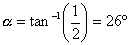 α = tan⁻¹(1/2) = 26°